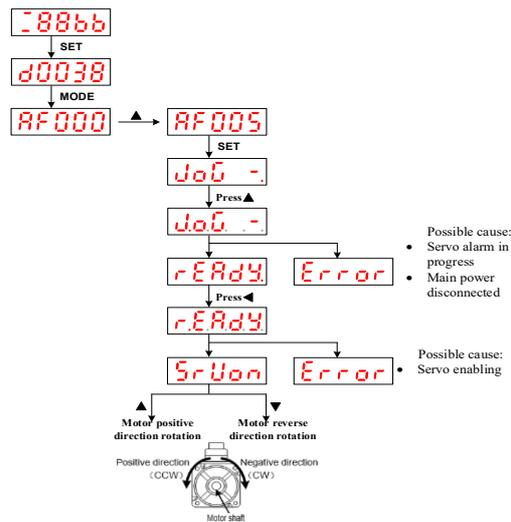 -88bb
SET
d0038
MODE
AF000
AF005
SET
JoG -.
Press▲
J.o.G. . -.
Possible cause:
• Servo alarm in
progress
• Main power
disconnected
rEAdy.
Error
Press◀
r.E.A.d.y.
Possible cause:
• Servo enabling
SrUon
Error
▲
▼
Motor positive
direction rotation
Motor reverse
direction rotation
Positive direction
(CCW)
Negative direction
(CW)
Motor shaft